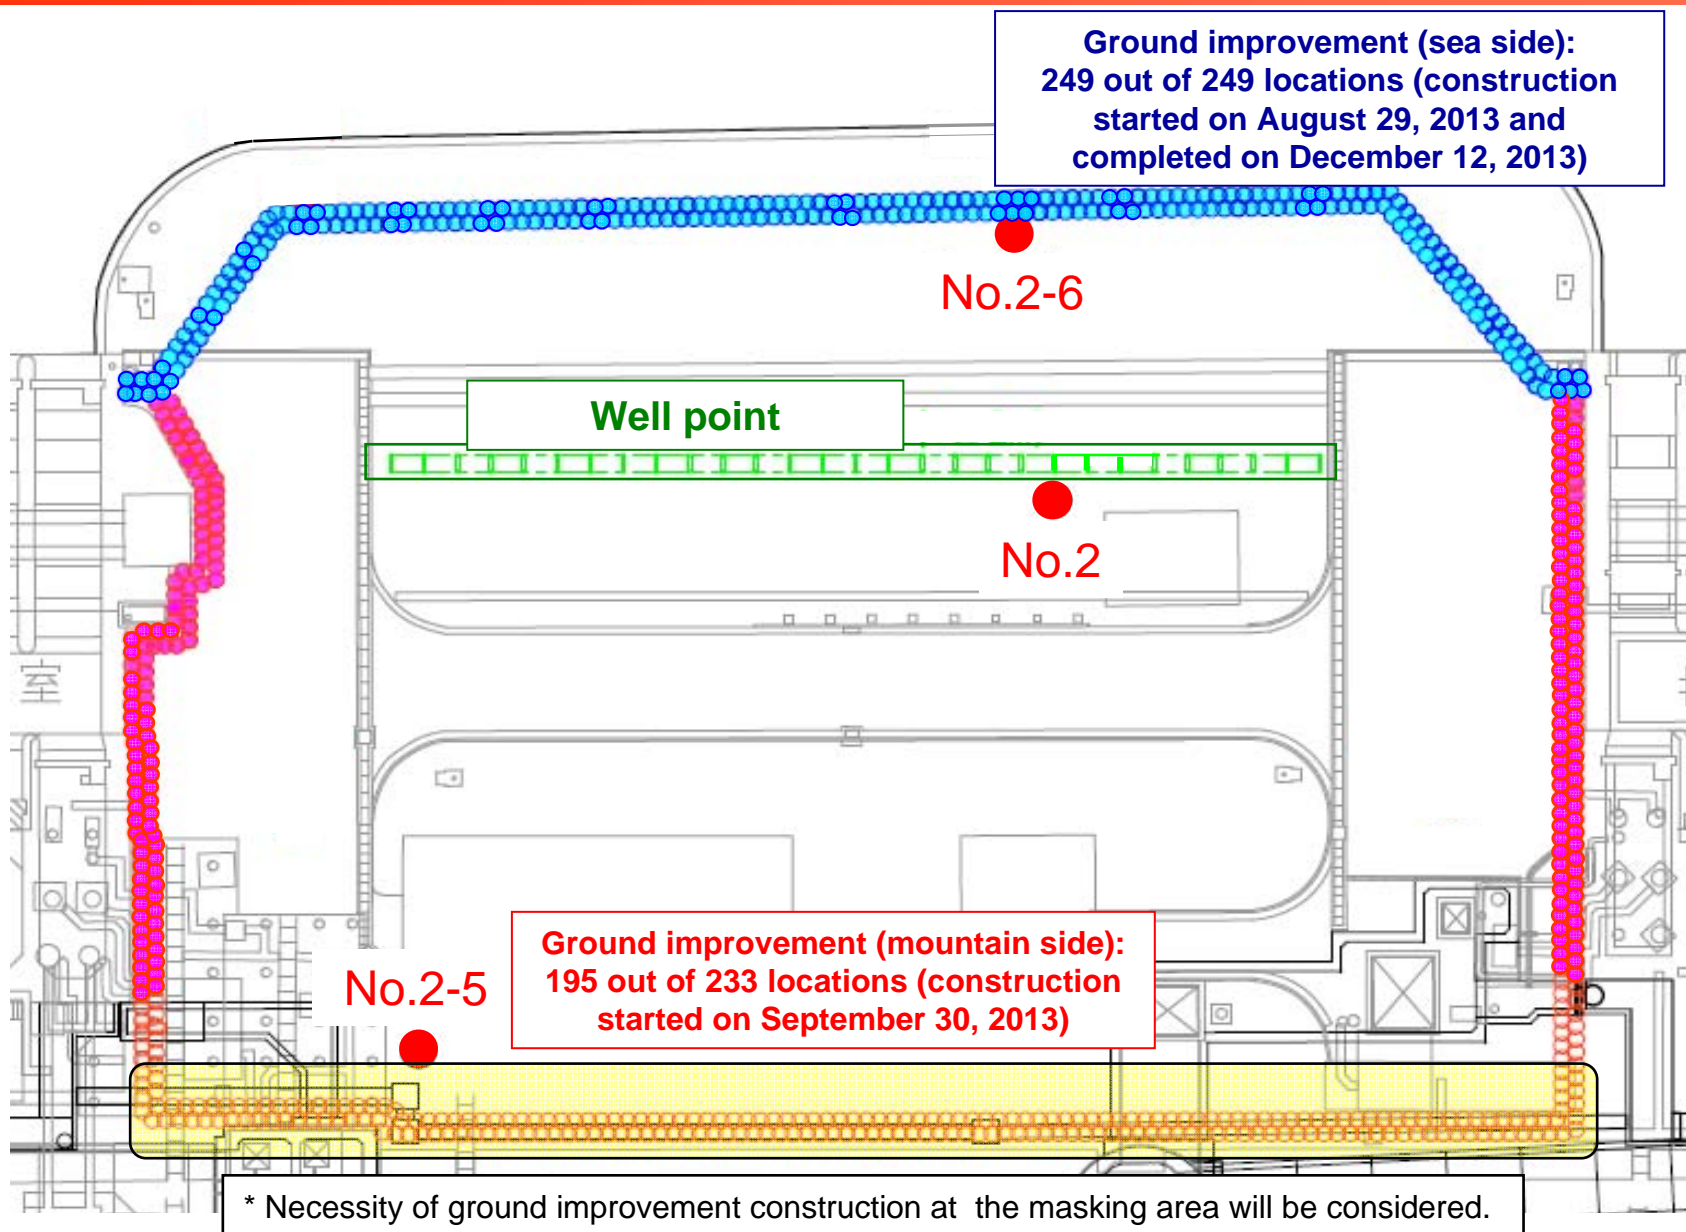 Ground improvement (sea side):
249 out of 249 locations (construction
started on August 29, 2013 and
completed on December 12, 2013)
No.2-6
Well point
No.2
室
No.2-5
Ground improvement (mountain side):
195 out of 233 locations (construction
started on September 30, 2013)
* Necessity of ground improvement construction at the masking area will be considered.